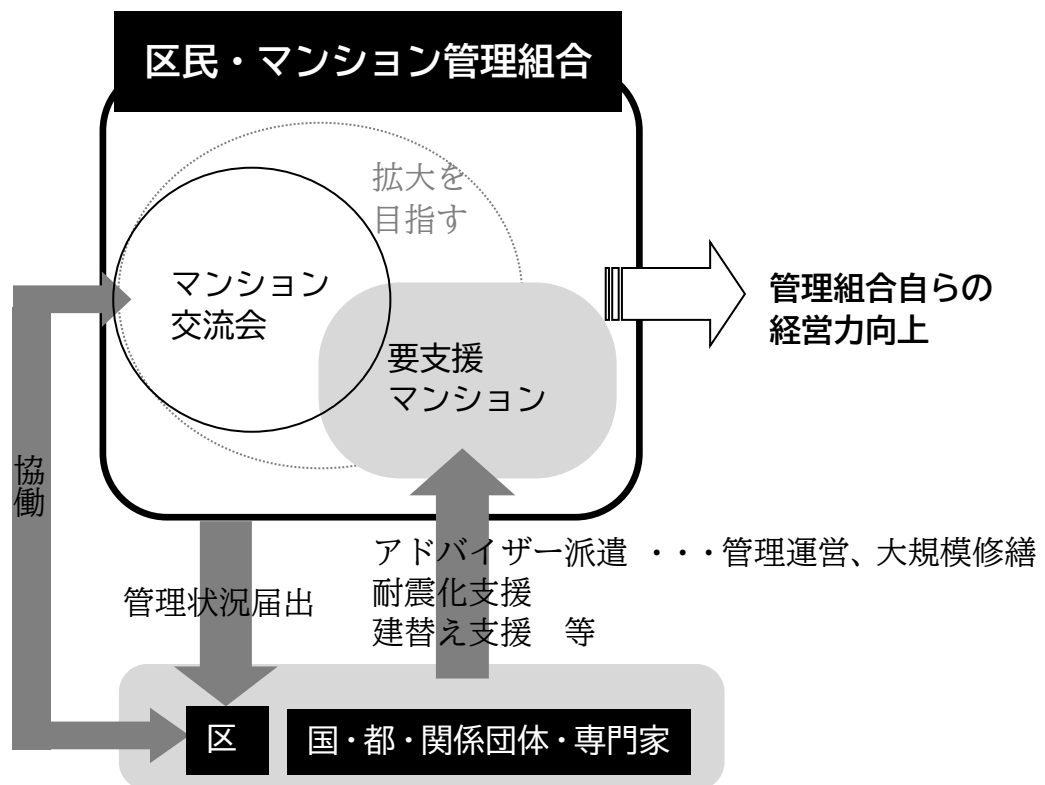 区民・マンション管理組合
拡大を
目指す
マンション
交流会
要支援
マンション
管理組合自らの
経営力向上
協働
アドバイザー派遣 ・・・管理運営、大規模修繕
耐震化支援
建替え支援　等
管理状況届出
区
国・都・関係団体・専門家